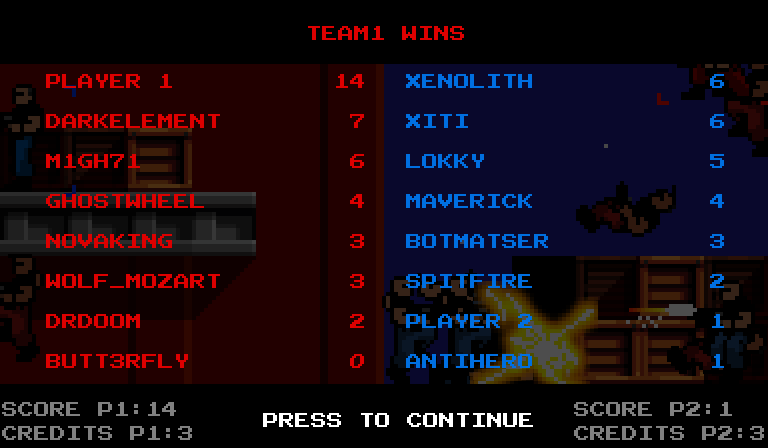 TEAM1 WINS
PLAYER 1 14 XENOLITH 6
DARKELEMENT 7 XITI 6
M1GH71 6 LOKKY 5
GHOSTWHEEL 4 MAVERICK 4
NOVAKING 3 BOTMATSER 3
WOLF_MOZART 3 SPITFIRE 2
DRDOOM 2 PLAYER 2 1
BUTT3RFLY 0 ANTIHERO 1
SCORE P1:14 PRESS TO CONTINUE SCORE P2:1
CREDITS P1:3 CREDITS P2:3